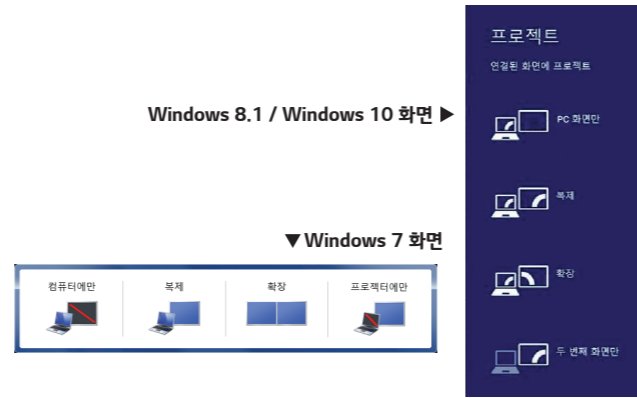 프로젝트
연결된 화면에 프로젝트
Windows 8.1 / Windows 10 화면 ▶
PC 화면만
복제
확장
두 번째 화면만
▼Windows 7 화면
컴퓨터에만
복제
확장
프로젝터에만